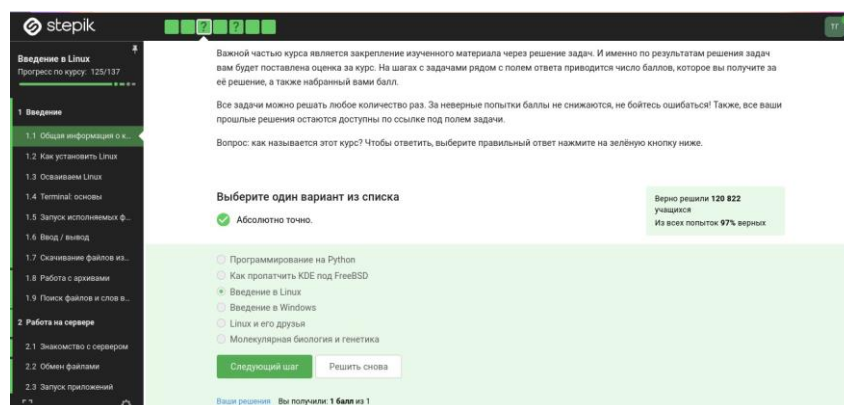 stepik
ТГ
Введение в Linux
Прогресс по курсу: 125/137
1 Введение
1.1 Общая информация о к...
1.2 Как установить Linux
1.3 Осваиваем Linux
1.4 Terminal: основы
1.5 Запуск исполняемых ф...
1.6 Ввод / вывод
1.7 Скачивание файлов из...
1.8 Работа с архивами
1.9 Поиск файлов и слов в...
2 Работа на сервере
2.1 Знакомство с сервером
2.2 Обмен файлами
2.3 Запуск приложений
Важной частью курса является закрепление изученного материала через решение задач. И именно по результатам решения задач
вам будет поставлена оценка за курс. На шагах с задачами рядом с полем ответа приводится число баллов, которое вы получите за
её решение, а также набранный вами балл.
Все задачи можно решать любое количество раз. За неверные попытки баллы не снижаются, не бойтесь ошибаться! Также, все ваши
прошлые решения остаются доступны по ссылке под полем задачи.
Вопрос: как называется этот курс? Чтобы ответить, выберите правильный ответ нажмите на зелёную кнопку ниже.
Выберите один вариант из списка
Абсолютно точно.
Верно решили 120 822
учащихся
Из всех попыток 97% верных
Программирование на Python
Как пропатчить KDE под FreeBSD
Введение в Linux
Введение в Windows
Linux и его друзья
Молекулярная биология и генетика
Следующий шаг
Решить снова
Ваши решения Вы получили: 1 балл из 1